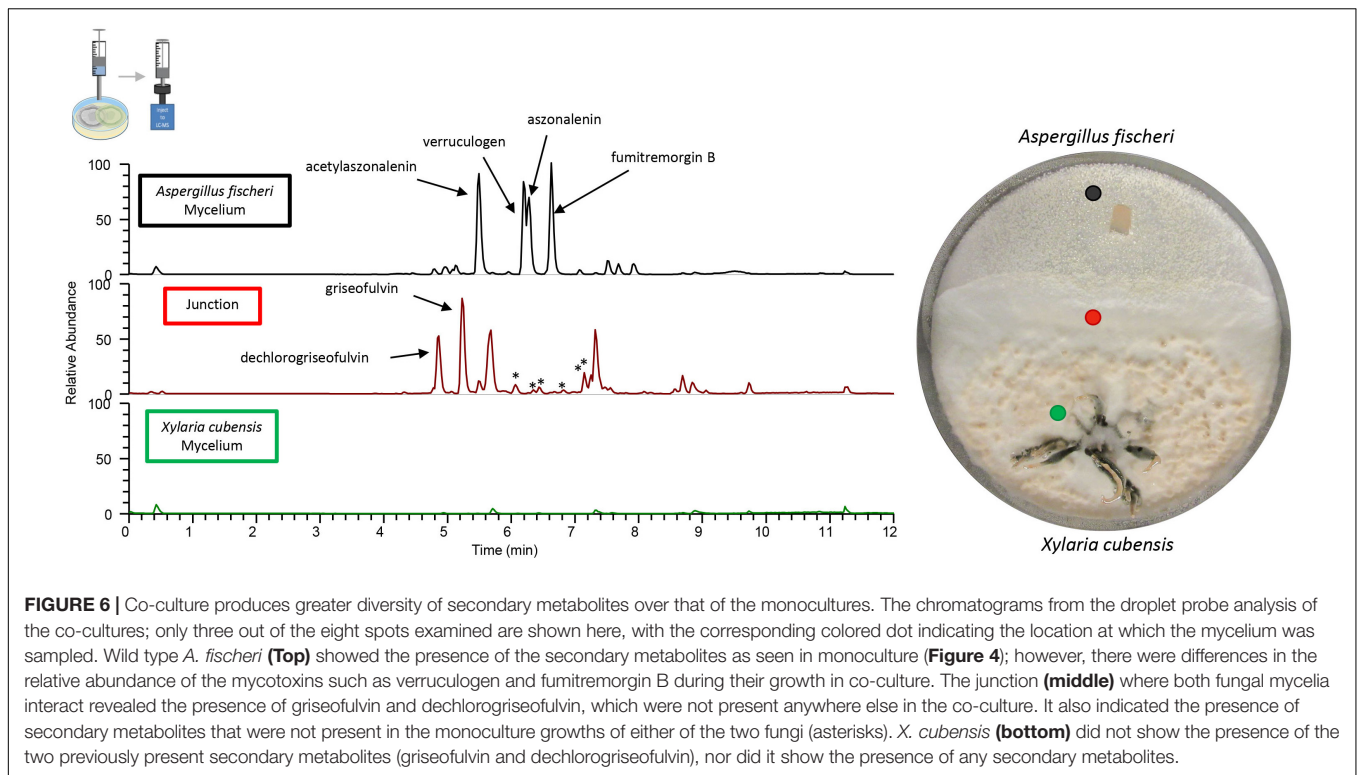 Inject
to
LC-MS
Aspergillus fischeri
aszonalenin
verruculogen
fumitremorgin B
acetylaszonalenin
100
Aspergillus fischeri
Mycelium
50
0
100
griseofulvin
Junction
50
dechlorogriseofulvin
* * * * * *
0
Relative Abundance
100
Xylaria cubensis
Mycelium
50
0
0 1 2 3 4 5 6 7 8 9 10 11 12
Time (min)
Xylaria cubensis
FIGURE 6 | Co-culture produces greater diversity of secondary metabolites over that of the monocultures. The chromatograms from the droplet probe analysis of
the co-cultures; only three out of the eight spots examined are shown here, with the corresponding colored dot indicating the location at which the mycelium was
sampled. Wild type A. fischeri (Top) showed the presence of the secondary metabolites as seen in monoculture (Figure 4); however, there were differences in the
relative abundance of the mycotoxins such as verruculogen and fumitremorgin B during their growth in co-culture. The junction (middle) where both fungal mycelia
interact revealed the presence of griseofulvin and dechlorogriseofulvin, which were not present anywhere else in the co-culture. It also indicated the presence of
secondary metabolites that were not present in the monoculture growths of either of the two fungi (asterisks). X. cubensis (bottom) did not show the presence of the
two previously present secondary metabolites (griseofulvin and dechlorogriseofulvin), nor did it show the presence of any secondary metabolites.